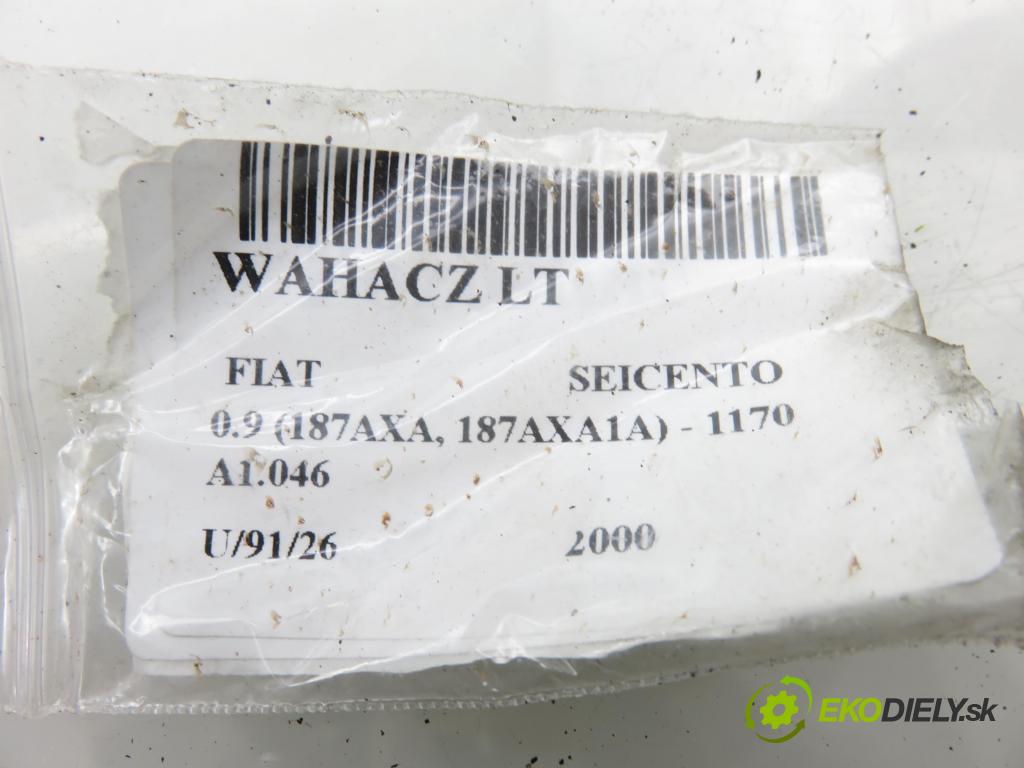 WAHACZ LT
FIAT SEICENTO
0.9 (187AXA, 187AXA1A) - 1170
A1.046
U/91/26 2000
EKODIELY.sk